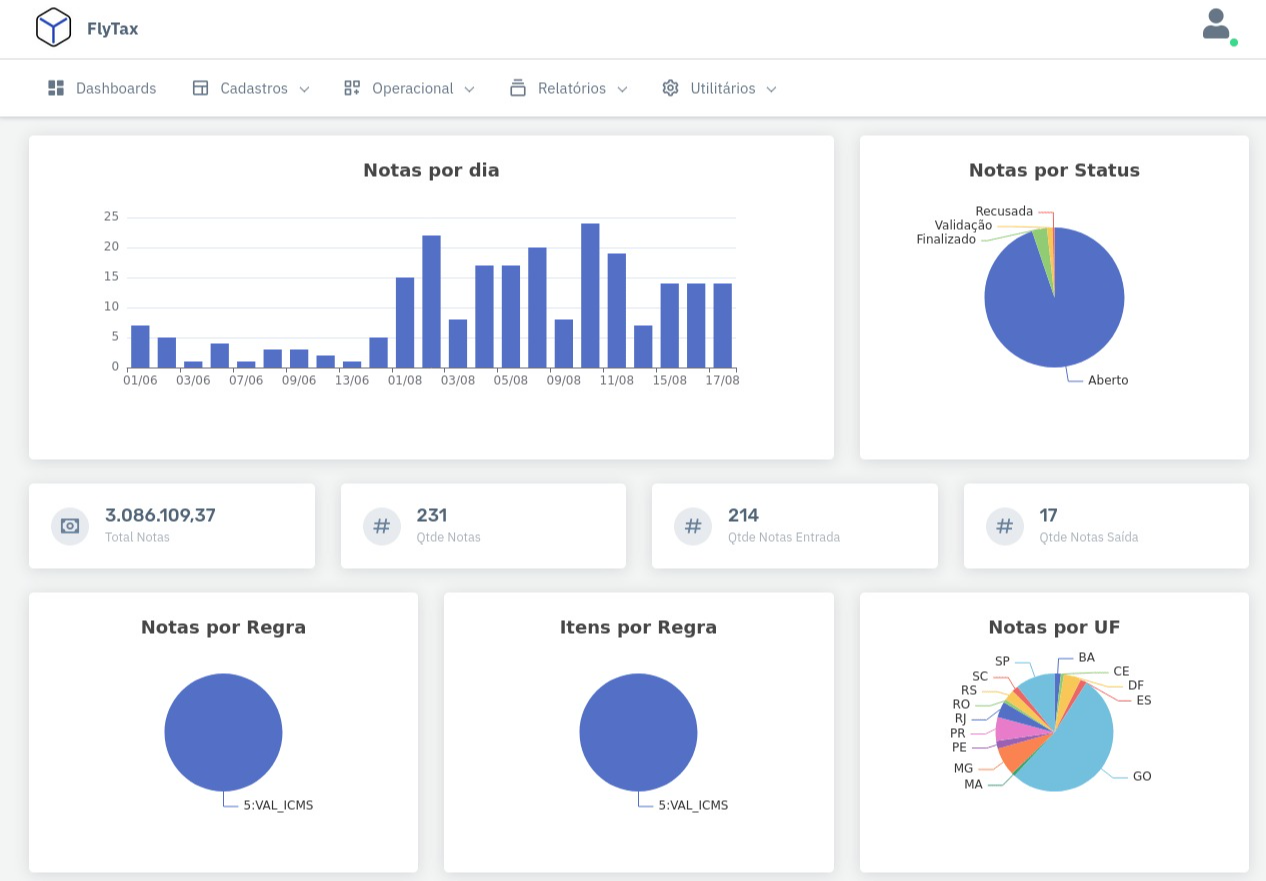 FlyTax
Dashboards
Cadastros
Operacional
Relatórios
Utilitários
Notas por dia
25
20
15
10
5
0
01/06 03/06 07/06 09/06 13/06 01/08 03/08 05/08 09/08 11/08 15/08 17/08
Notas por Status
Recusada
Validação
Finalizado
Aberto
3.086.109,37
Total Notas
231
Qtde Notas
214
Qtde Notas Entrada
17
Qtde Notas Saída
Notas por Regra
5:VAL_ICMS
Itens por Regra
5:VAL_ICMS
Notas por UF
SP
BA
SC
CE
RS
DF
RO
ES
RJ
PR
PE
MG
GO
MA